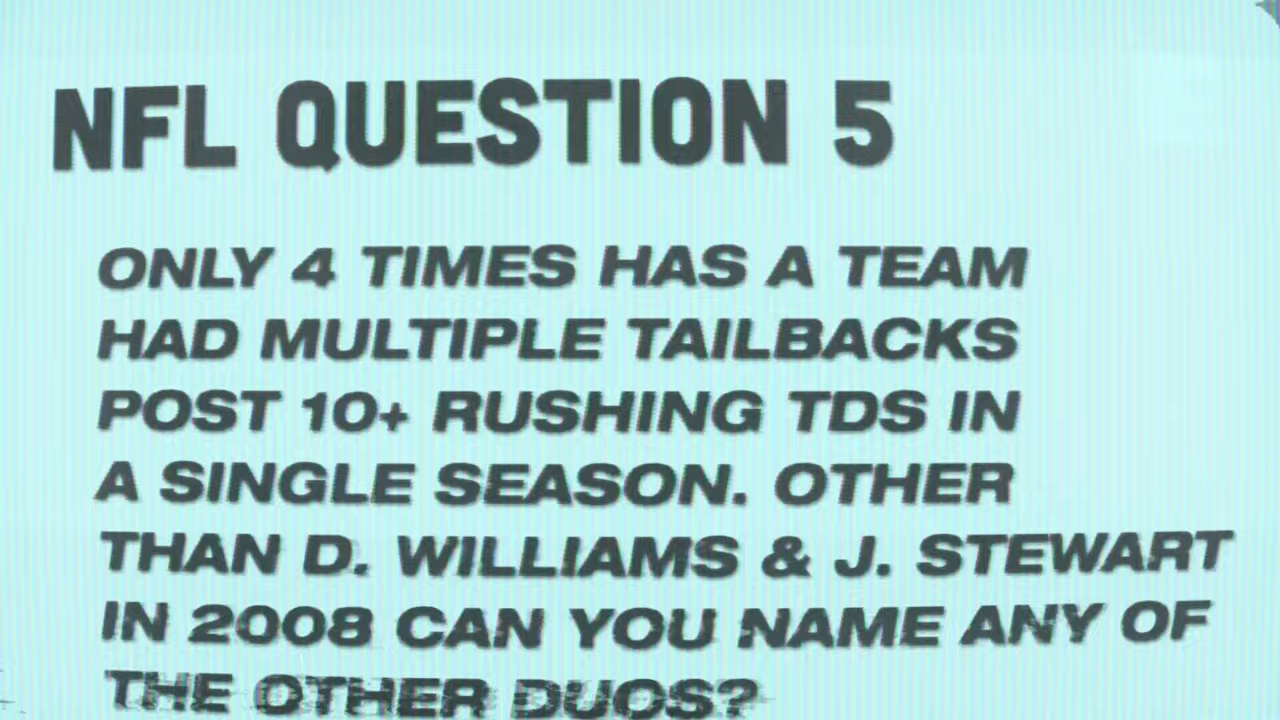 NFL QUESTION 5
ONLY 4 TIMES HAS A TEAM
HAD MULTIPLE TAILBACKS
POST 10+ RUSHING TDS IN
A SINGLE SEASON. OTHER
THAN D. WILLIAMS & J. STEWART
IN 2008 CAN YOU NAME ANY OF
THE OTHER DUOS?